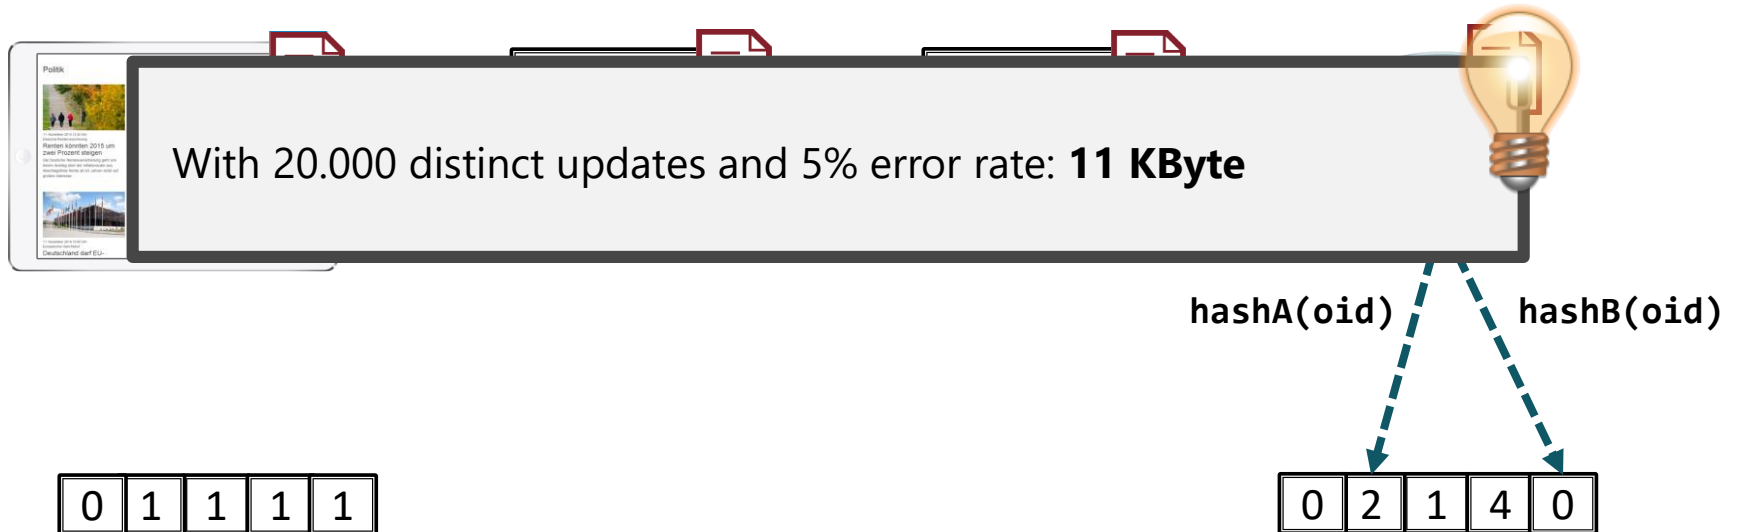 Politik
Renten könnten 2015 um
zwei Prozent steigen
Deutschland darf EU-
With 20.000 distinct updates and 5% error rate: 11 KByte
hashA(oid)
hashB(oid)
0 1 1 1 1
0 2 1 4 0